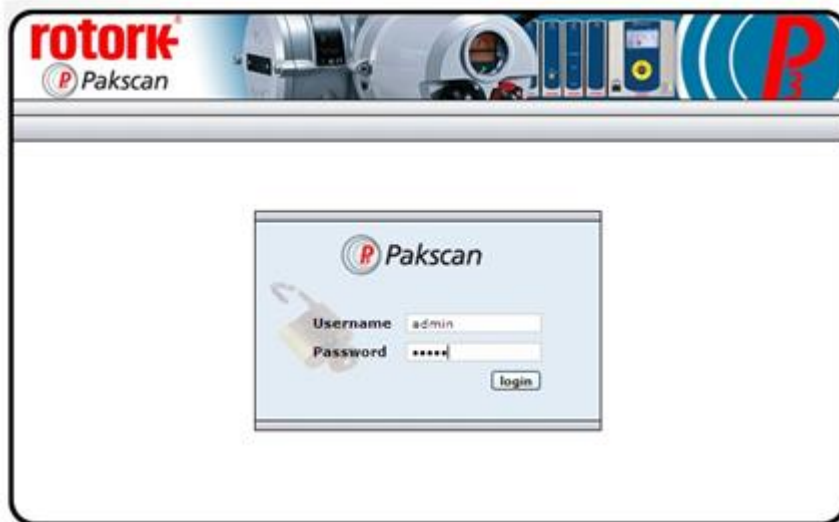 rotork
Pakscan
Pakscan
Username admin
Password •••••
login